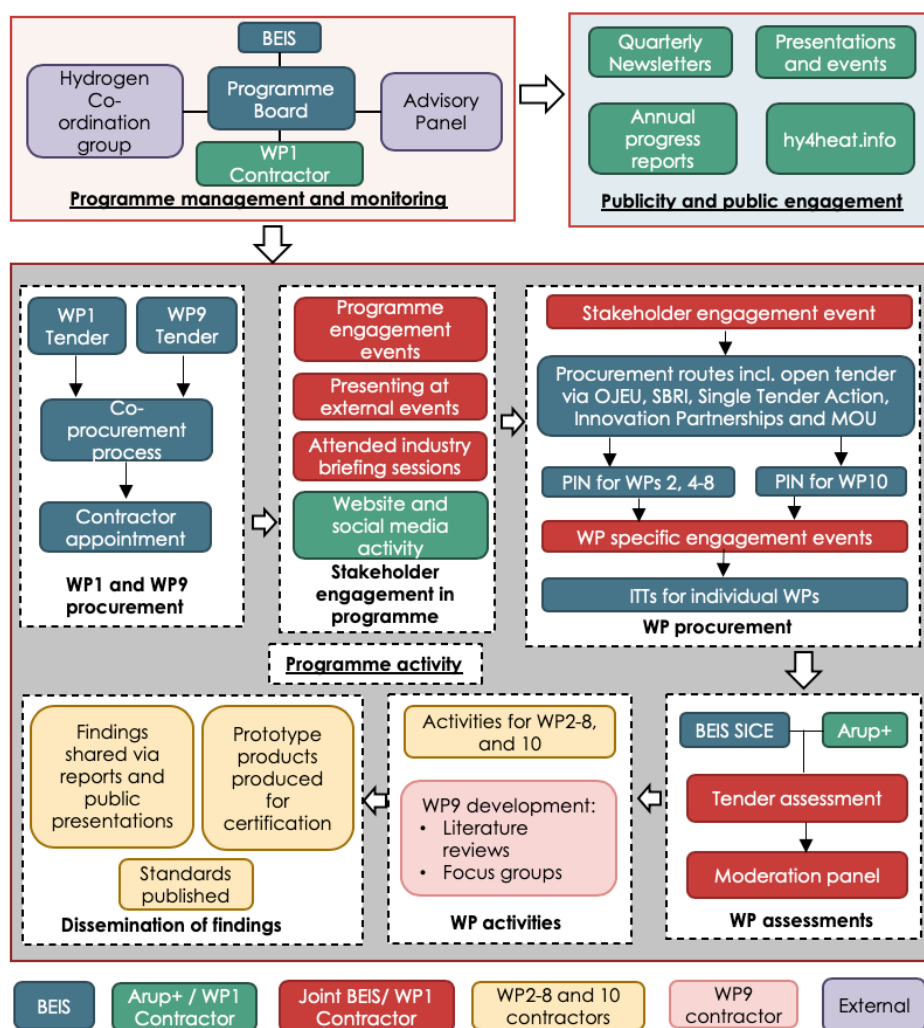 BEIS
Hydrogen
Co-
ordination
group
Programme
Board
Advisory
Panel
WP1
Contractor
Programme management and monitoring
Quarterly
Newsletters
Presentations
and events
Annual
progress
reports
hy4heat.info
Publicity and public engagement
WP1
Tender
WP9
Tender
Co-
procurement
process
Contractor
appointment
WP1 and WP9
procurement
Programme
engagement
events
Presenting at
external events
Attended industry
briefing sessions
Website and
social media
activity
Stakeholder
engagement in
programme
Stakeholder engagement event
Procurement routes incl. open tender
via OJEU, SBRI, Single Tender Action,
Innovation Partnerships and MOU
PIN for WPs 2, 4-8
PIN for WP10
WP specific engagement events
ITTs for individual WPs
WP procurement
Programme activity
Findings
shared via
reports and
public
presentations
Prototype
products
produced
for
certification
Standards
published
Dissemination of findings
Activities for WP2-8,
and 10
WP9 development:
• Literature
reviews
• Focus groups
WP activities
BEIS SICE
Arup+
Tender assessment
Moderation panel
WP assessments
BEIS
Arup+ / WP1
Contractor
Joint BEIS/ WP1
Contractor
WP2-8 and 10
contractors
WP9
contractor
External